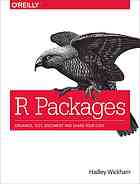 O'REILLY
R Packages
ORGANIZE, TEST, DOCUMENT AND SHARE YOUR CODE
Hadley Wickham